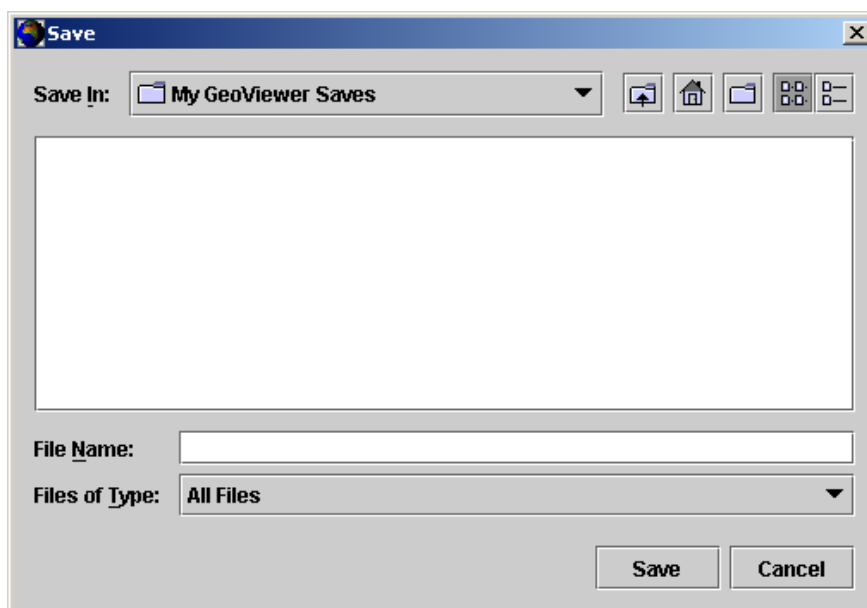 Save
Save In: My GeoViewer Saves
File Name:
Files of Type: All Files
Save Cancel